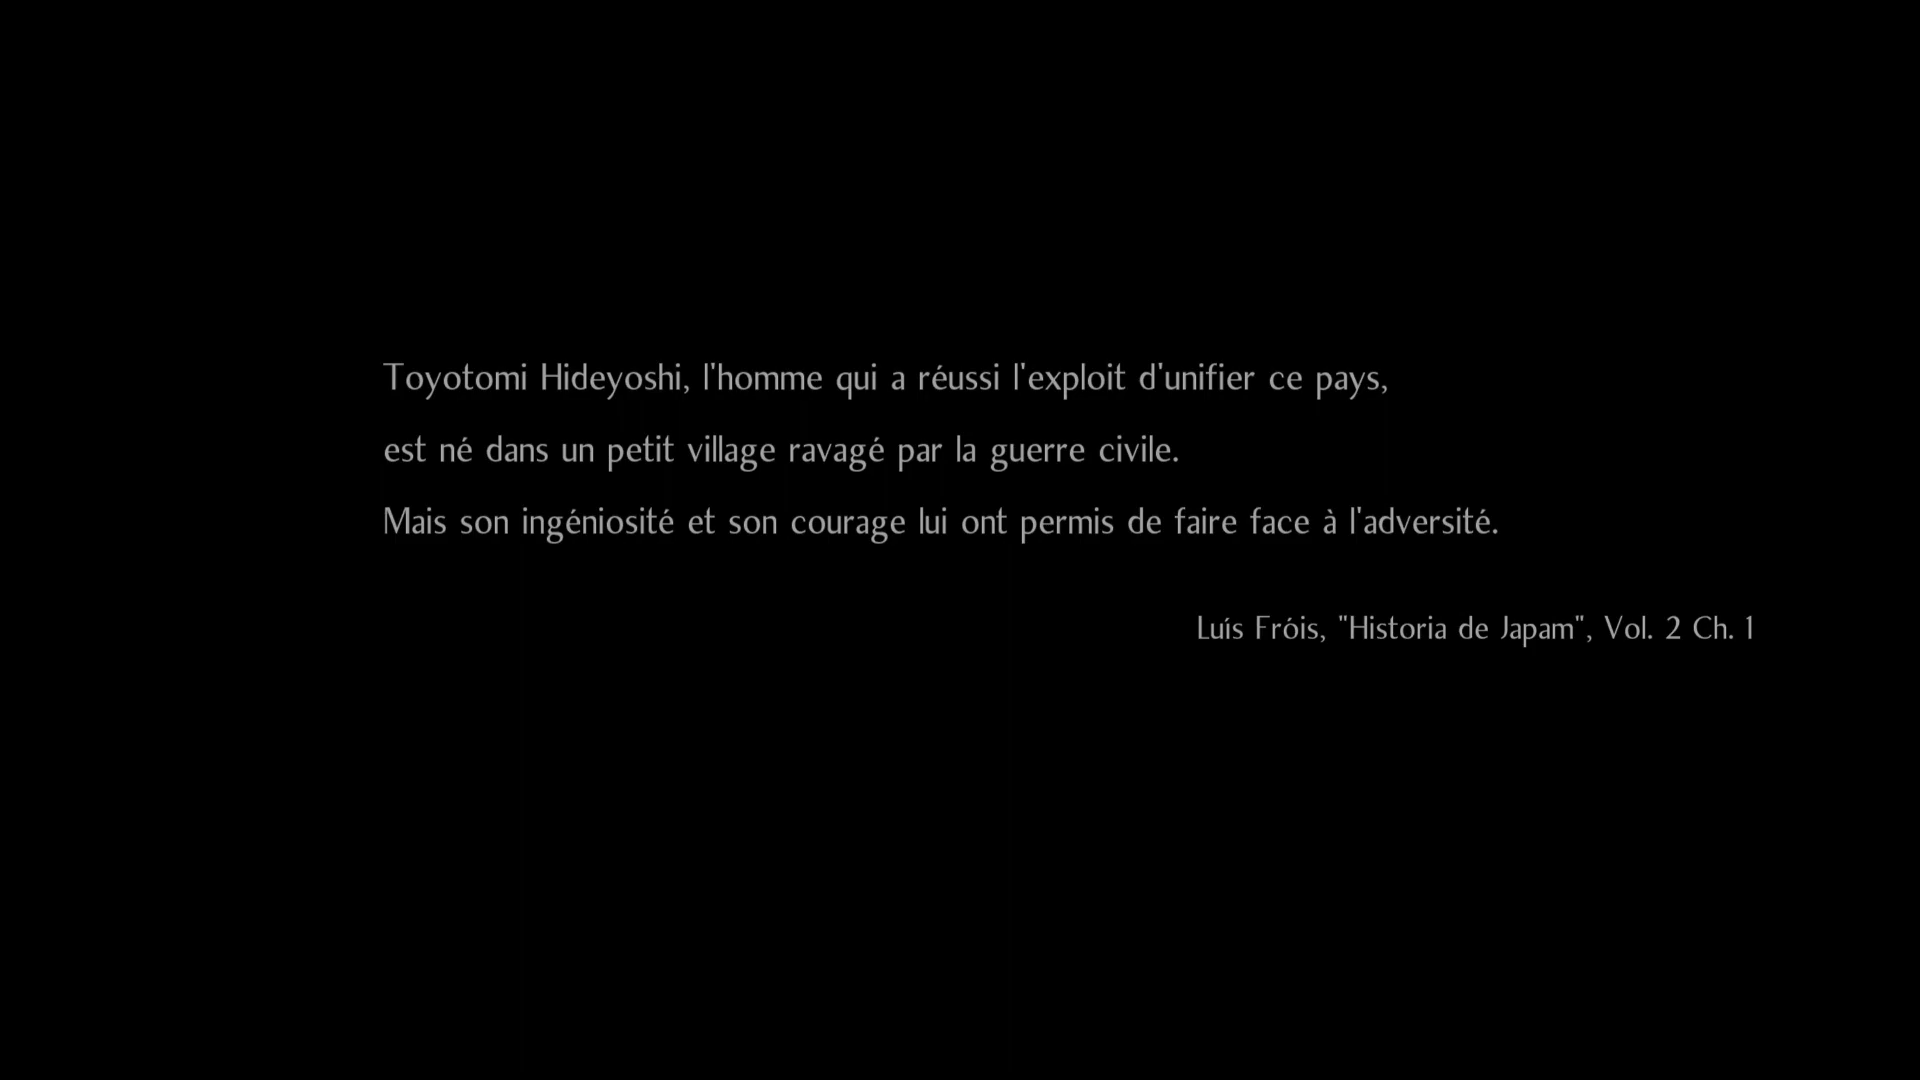 Toyotomi Hideyoshi, l'homme qui a réussi l'exploit d'unifier ce pays,
est né dans un petit village ravagé par la guerre civile.
Mais son ingéniosité et son courage lui ont permis de faire face à l'adversité.
Luís Fróis, "Historia de Japam", Vol. 2 Ch. 1